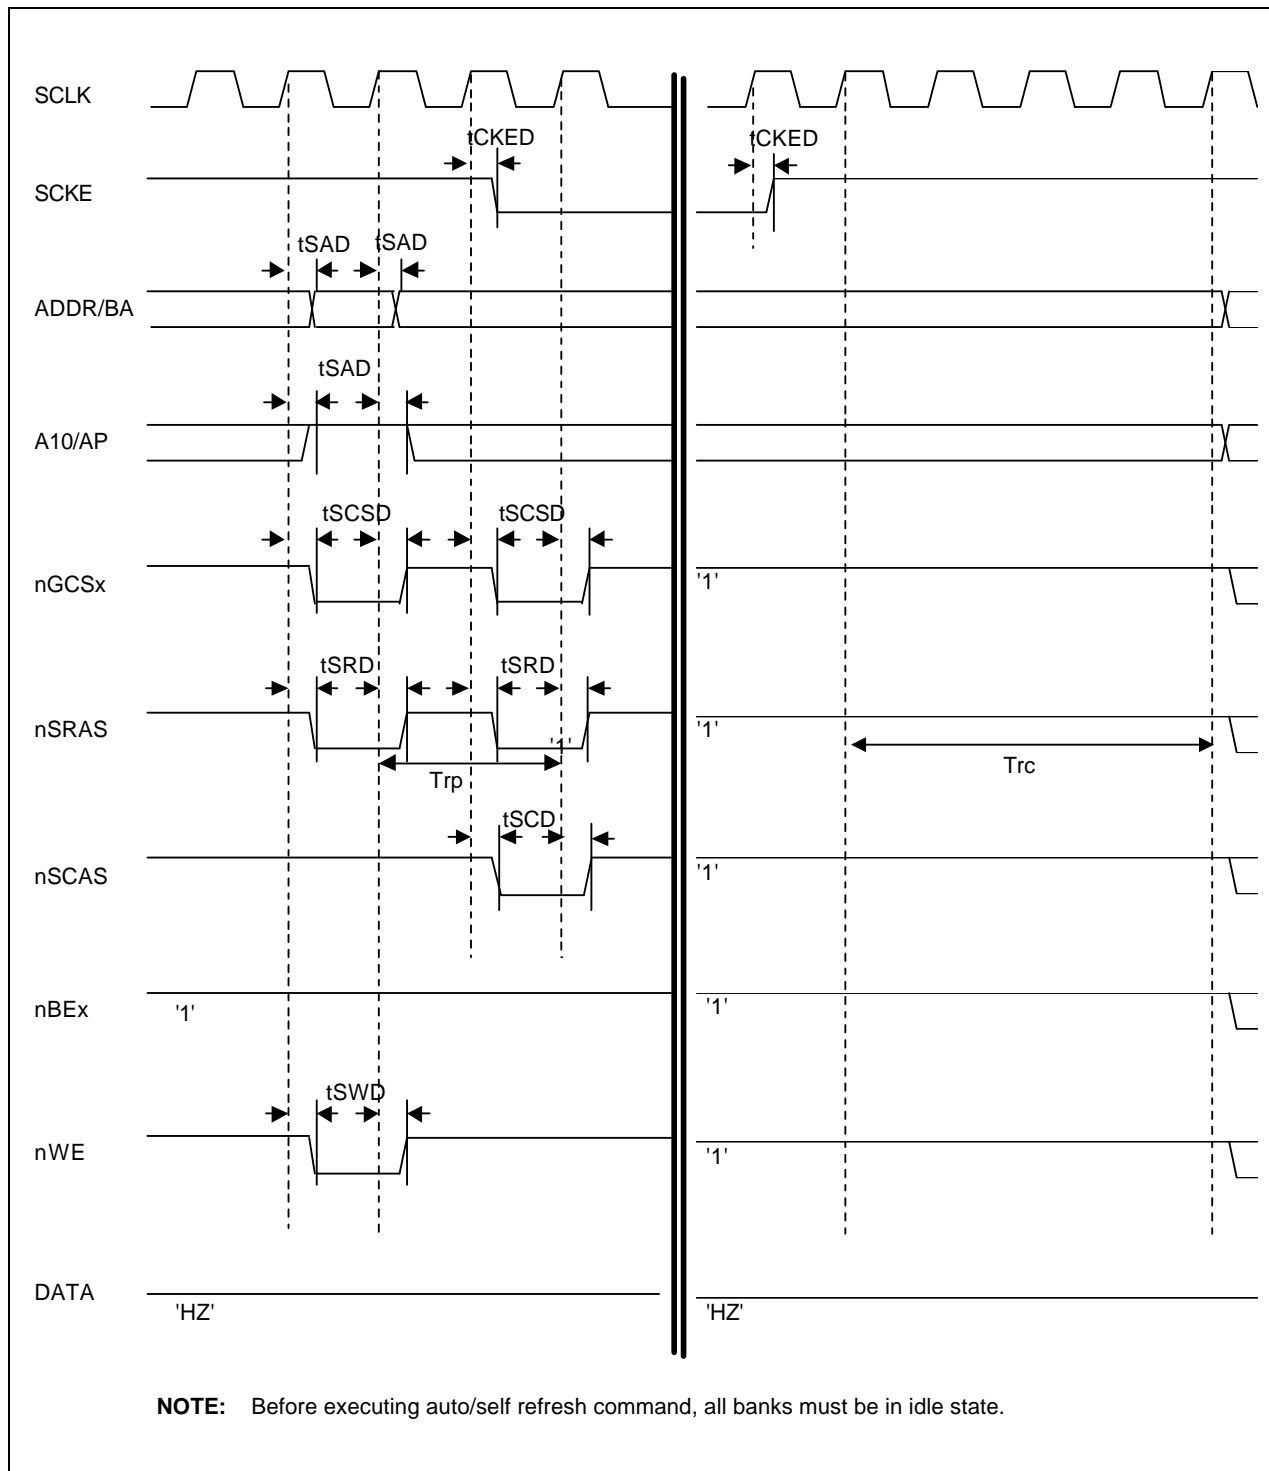 SCLK
tCKED
tCKED
SCKE
tSAD
tSAD
ADDR/BA
tSAD
A10/AP
tSCSD
tSCSD
nGCSx
'1'
tSRD
tSRD
nSRAS
'1'
'1'
Trp
Trc
tSCD
nSCAS
'1'
nBEx
'1'
'1'
tSWD
nWE
'1'
DATA
'HZ'
'HZ'
NOTE: Before executing auto/self refresh command, all banks must be in idle state.